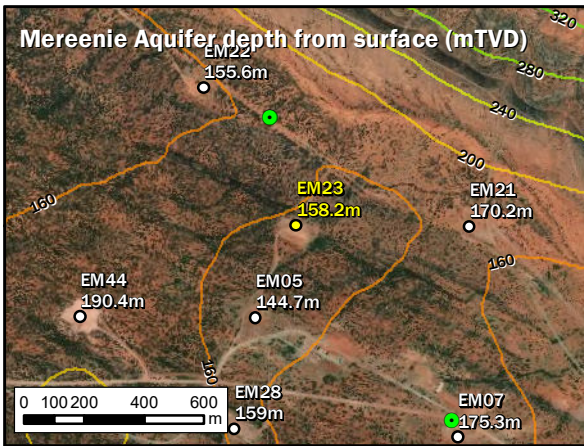 320
Mereenie Aquifer depth from surface (mTVD)
EM22
155.6m
280
240
200
160
EM23
158.2m
EM21
170.2m
160
EM44
190.4m
EM05
144.7m
160
EM28
159m
EM07
175.3m
0 100 200 400 600
m